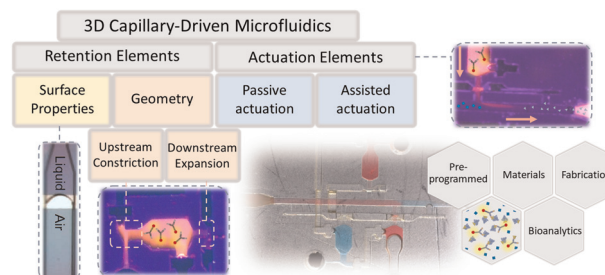 3D Capillary-Driven Microfluidics
Retention Elements
Actuation Elements
Surface
Properties
Geometry
Passive
actuation
Assisted
actuation
Upstream
Constriction
Downstream
Expansion
Liquid
Air
Pre-
programmed
Materials
Fabrication
Bioanalytics